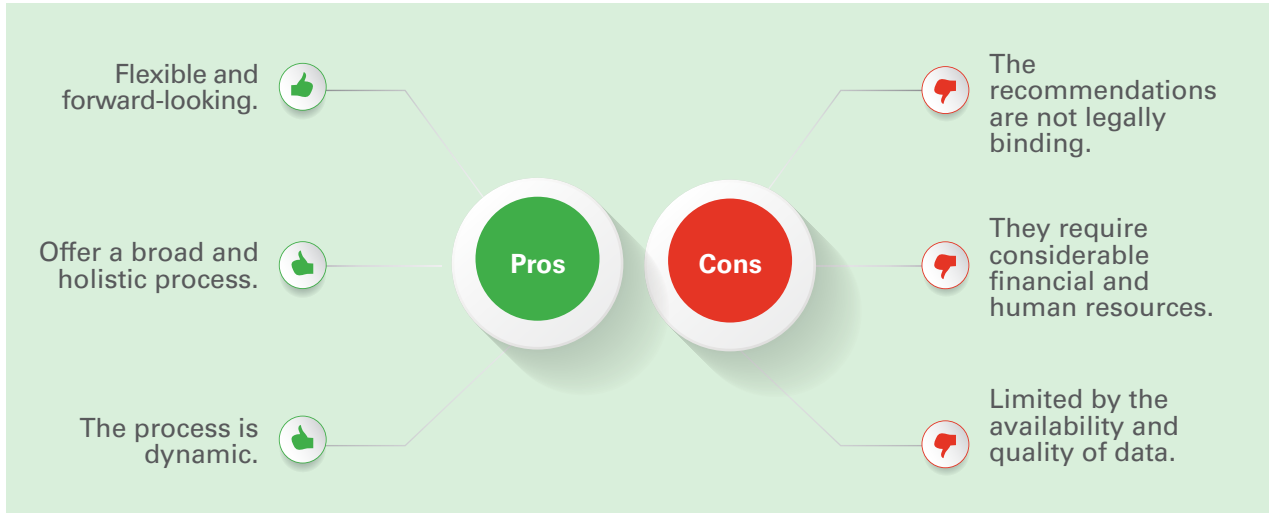 Flexible and
forward-looking.
Offer a broad and
holistic process.
The process is
dynamic.
Pros
Cons
The
recommendations
are not legally
binding.
They require
considerable
financial and
human resources.
Limited by the
availability and
quality of data.